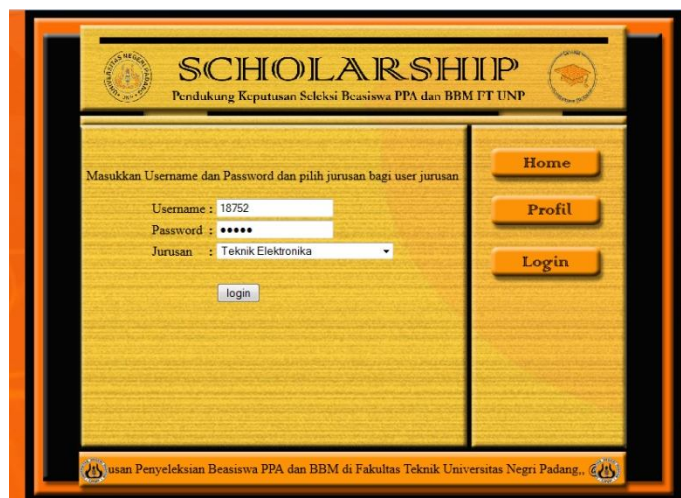 SCHOLARSHIP
Pendukung Keputusan Seleksi Beasiswa PPA dan BBM FT UNP
Masukkan Username dan Password dan pilih jurusan bagi user jurusan
Username : 18752
Password : •••••
Jurusan : Teknik Elektronika
login
Home
Profil
Login
usan Penyeleksian Beasiswa PPA dan BBM di Fakultas Teknik Universitas Negri Padang,,